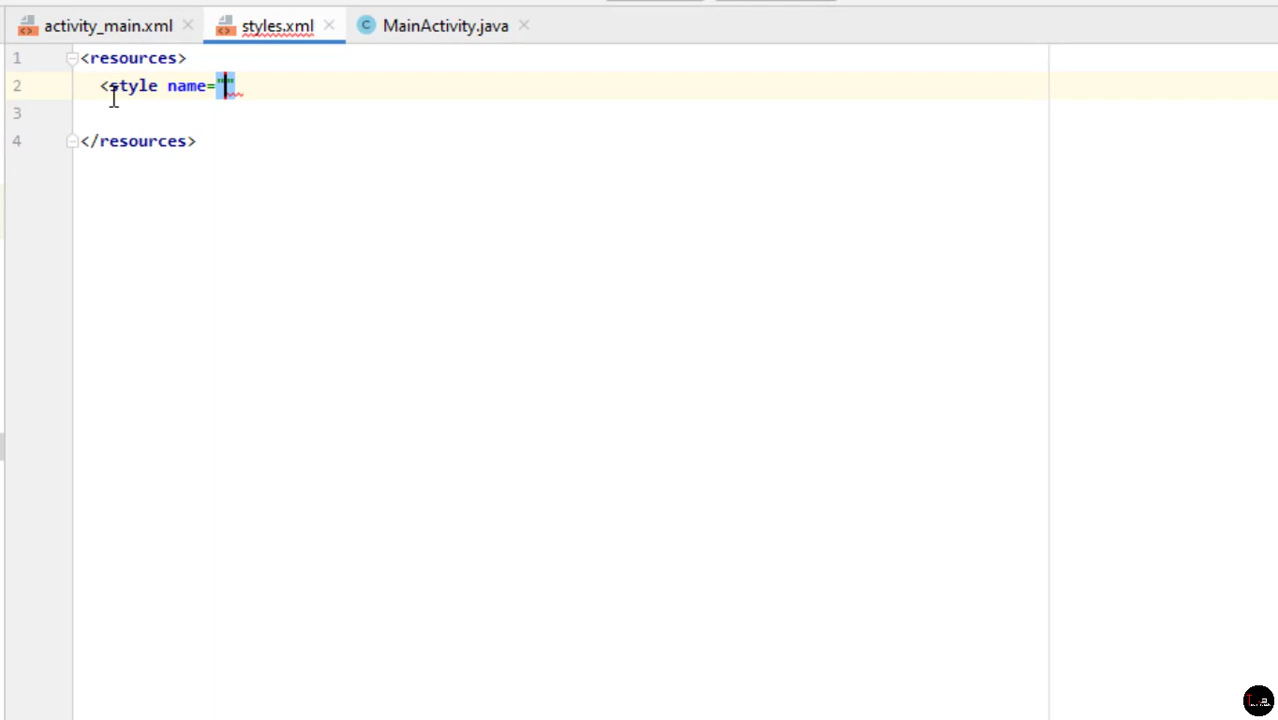 activity_main.xml styles.xml MainActivity.java
1 <resources>
2 <style name=""
3
4 </resources>